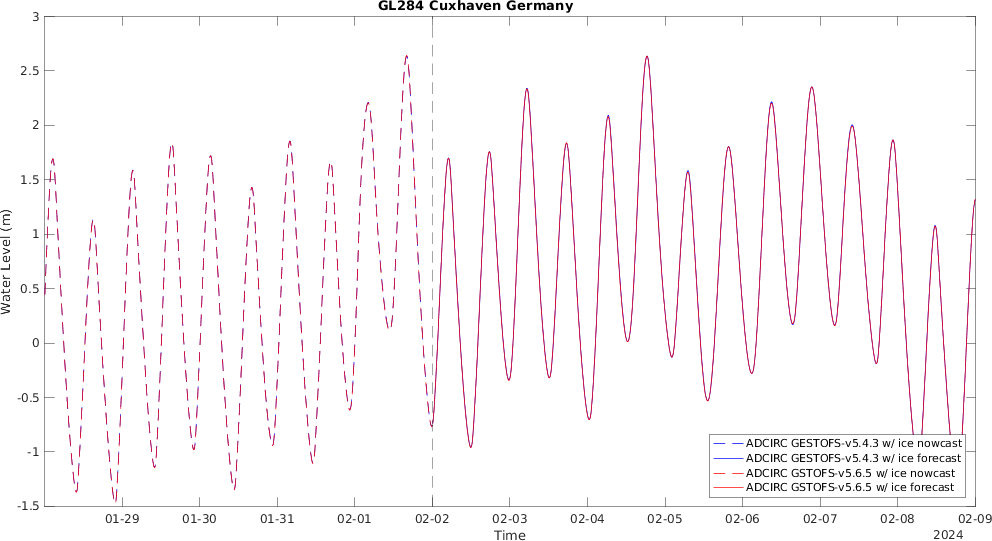 GL284 Cuxhaven Germany
Water Level (m)
3
2.5
2
1.5
1
0.5
0
-0.5
-1
-1.5
ADCIRC GESTOFS-v5.4.3 w/ ice nowcast
ADCIRC GESTOFS-v5.4.3 w/ ice forecast
ADCIRC GSTOFS-v5.6.5 w/ ice nowcast
ADCIRC GSTOFS-v5.6.5 w/ ice forecast
01-29 01-30 01-31 02-01 02-02 02-03 02-04 02-05 02-06 02-07 02-08 02-09
Time
2024